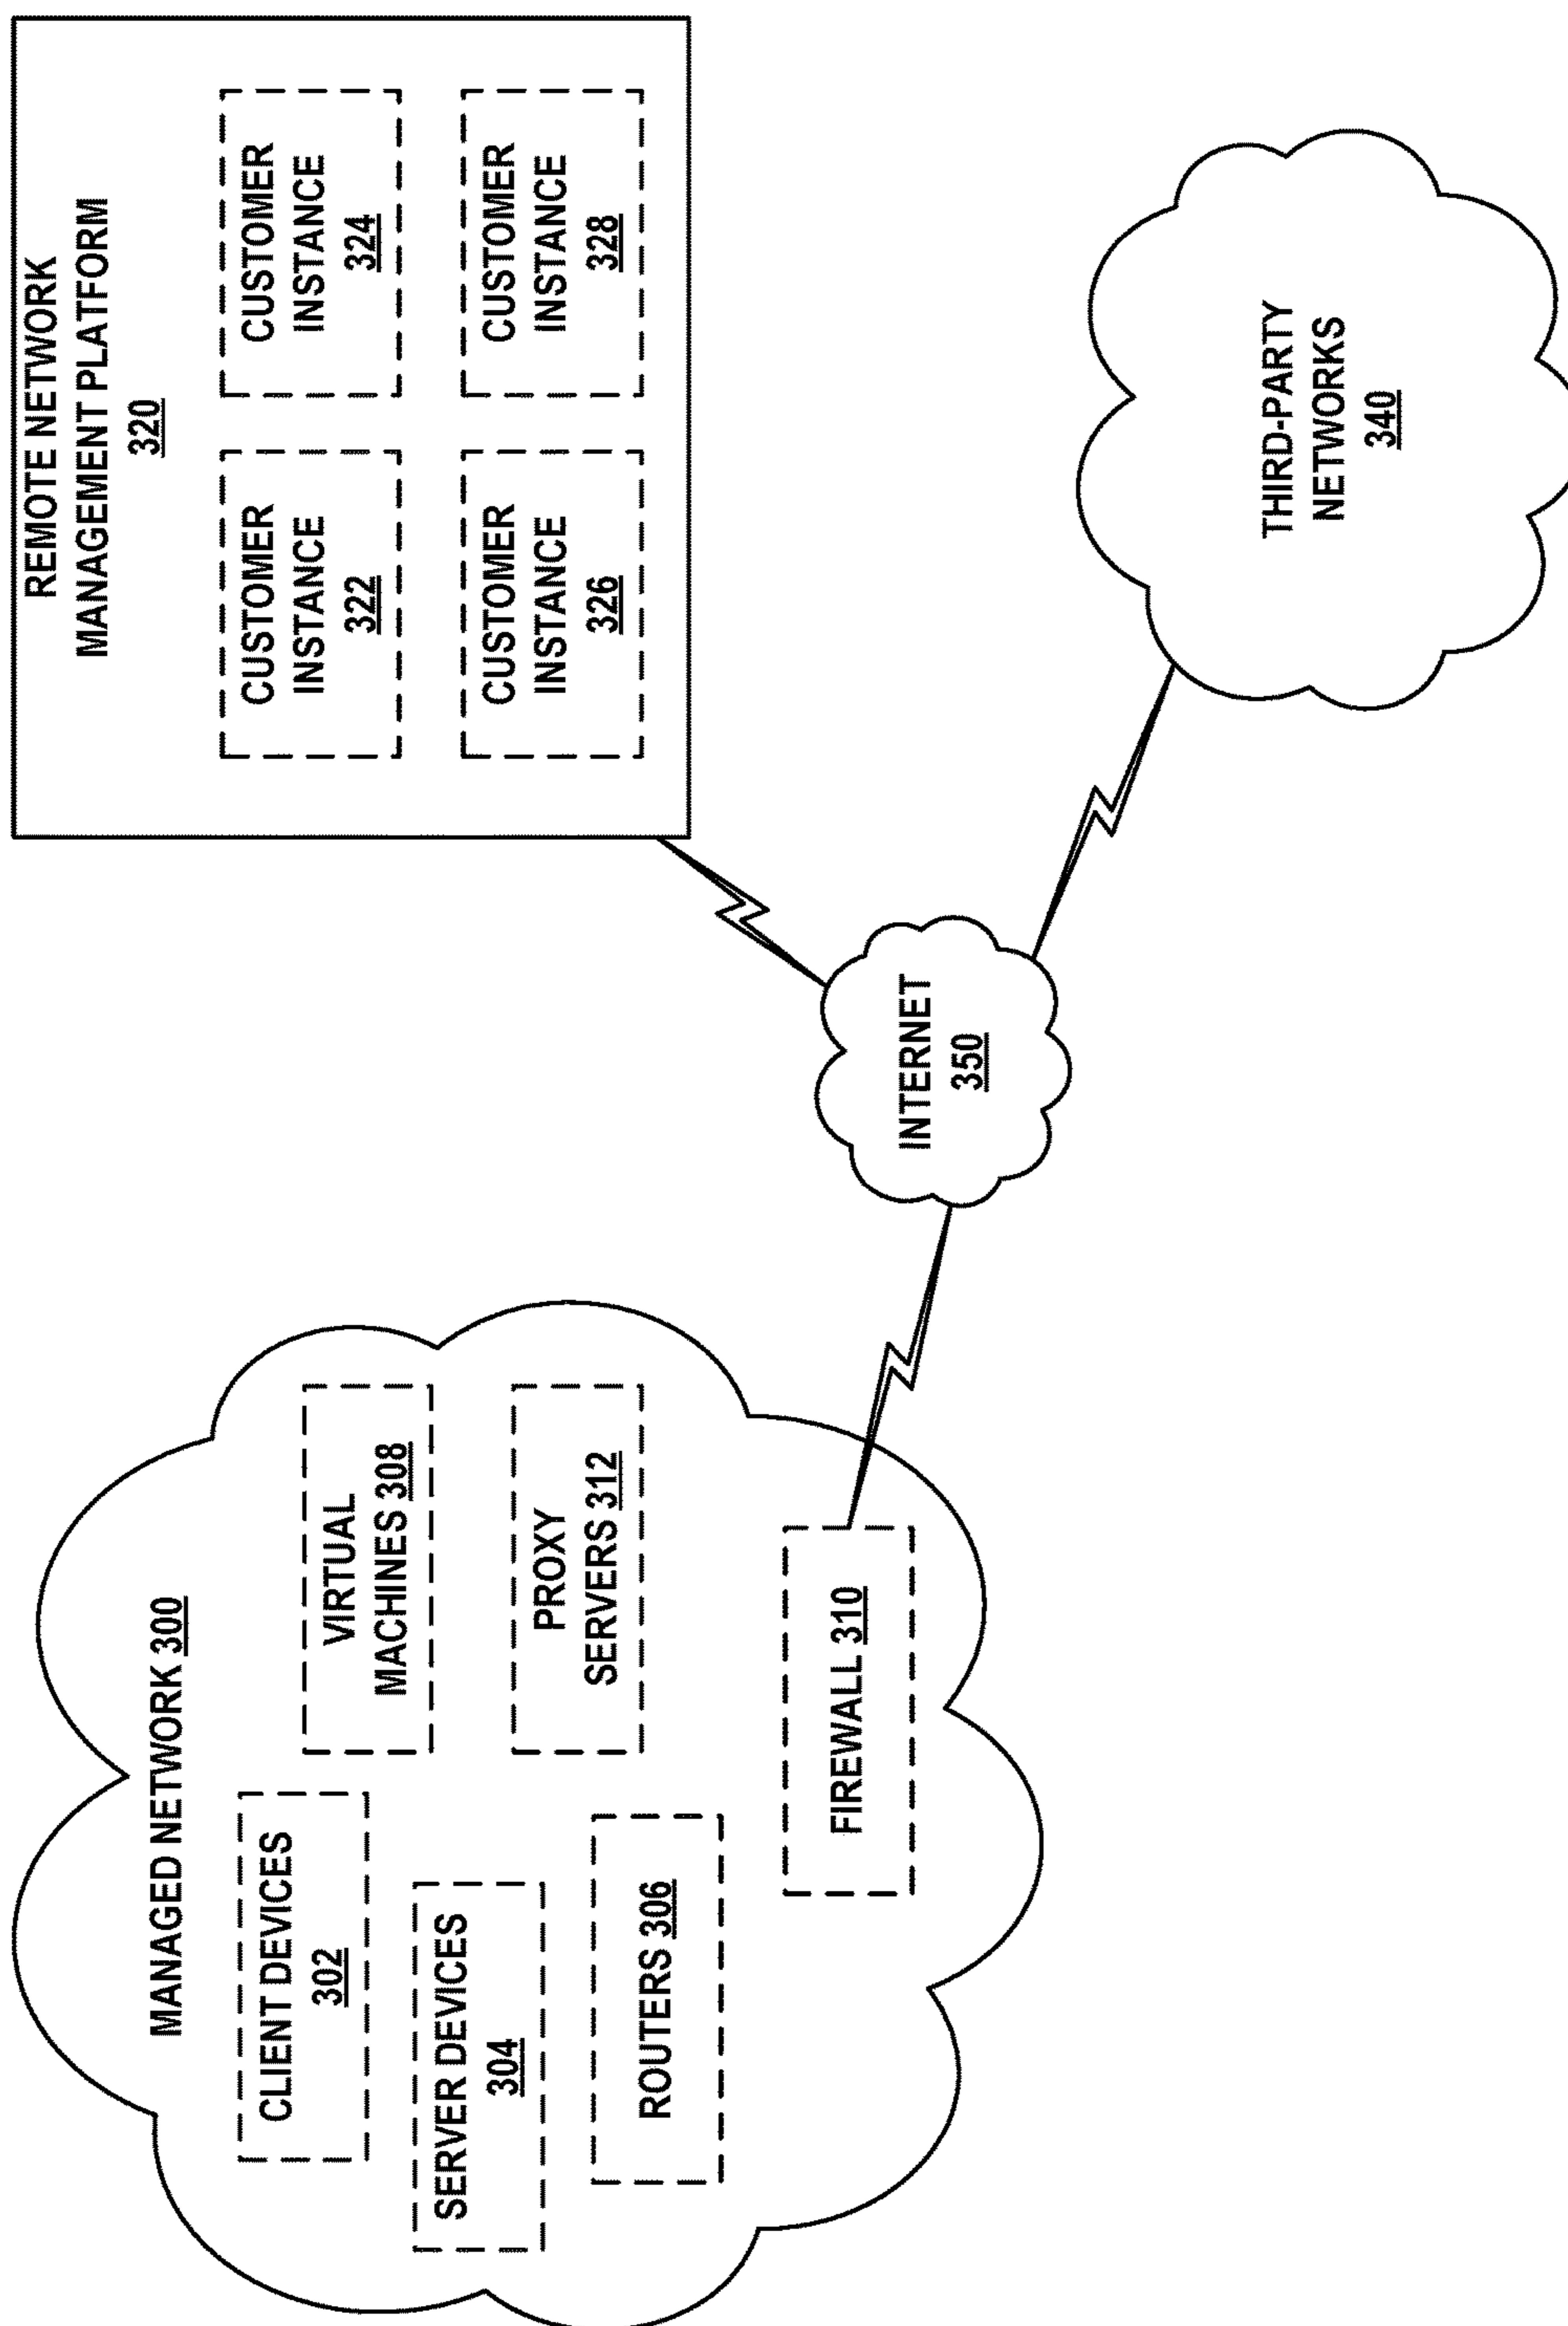 MANAGED NETWORK 300
CLIENT DEVICES
302
SERVER DEVICES
304
ROUTERS 306
VIRTUAL
MACHINES 308
PROXY
SERVERS 312
FIREWALL 310
INTERNET
350
REMOTE NETWORK
MANAGEMENT PLATFORM
320
CUSTOMER
INSTANCE
322
CUSTOMER
INSTANCE
324
CUSTOMER
INSTANCE
326
CUSTOMER
INSTANCE
328
THIRD-PARTY
NETWORKS
340